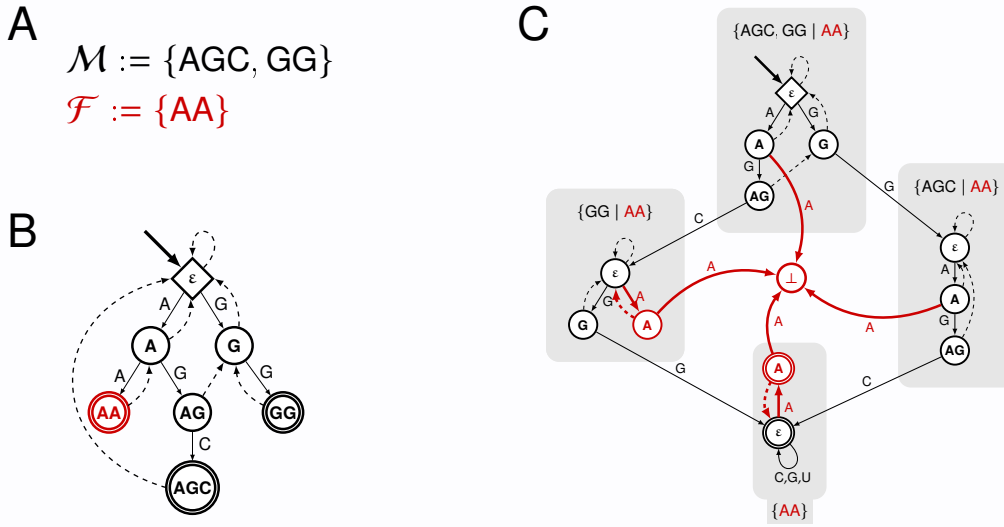 A
ℳ := {AGC, GG}
ℱ := {AA}
B
ε
A
G
A
G
A
G
G
AA
AG
GG
C
AGC
C
{AGC, GG | AA}
ε
A
G
A
G
G
AG
A
G
{AGC | AA}
ε
A
A
G
AG
C
{GG | AA}
ε
G
A
G
A
A
⊥
A
A
G
C
A
A
ε
C,G,U
{AA}